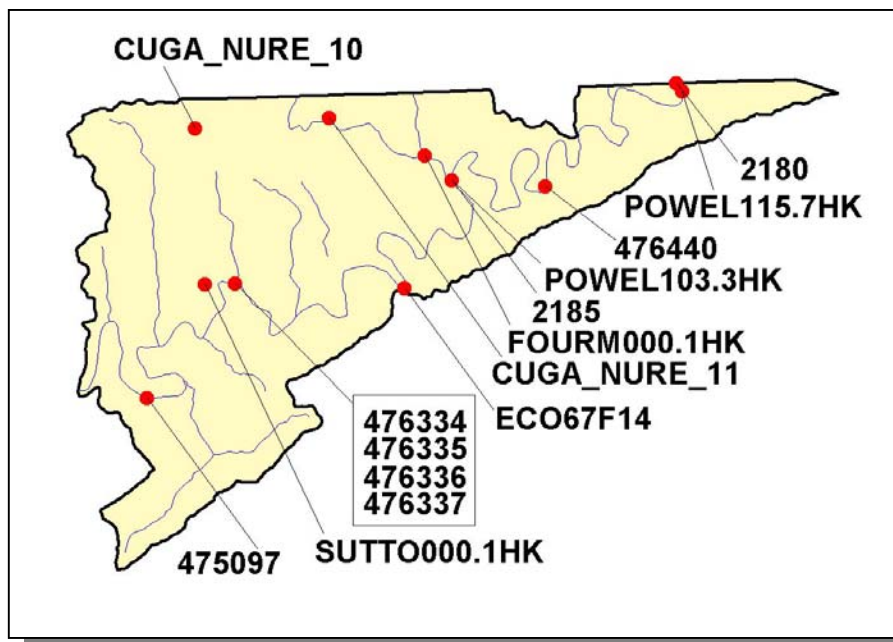 CUGA_NURE_10
2180
POWEL115.7HK
476440
POWEL103.3HK
2185
FOURM000.1HK
CUGA_NURE_11
ECO67F14
476334
476335
476336
476337
SUTTO000.1HK
475097